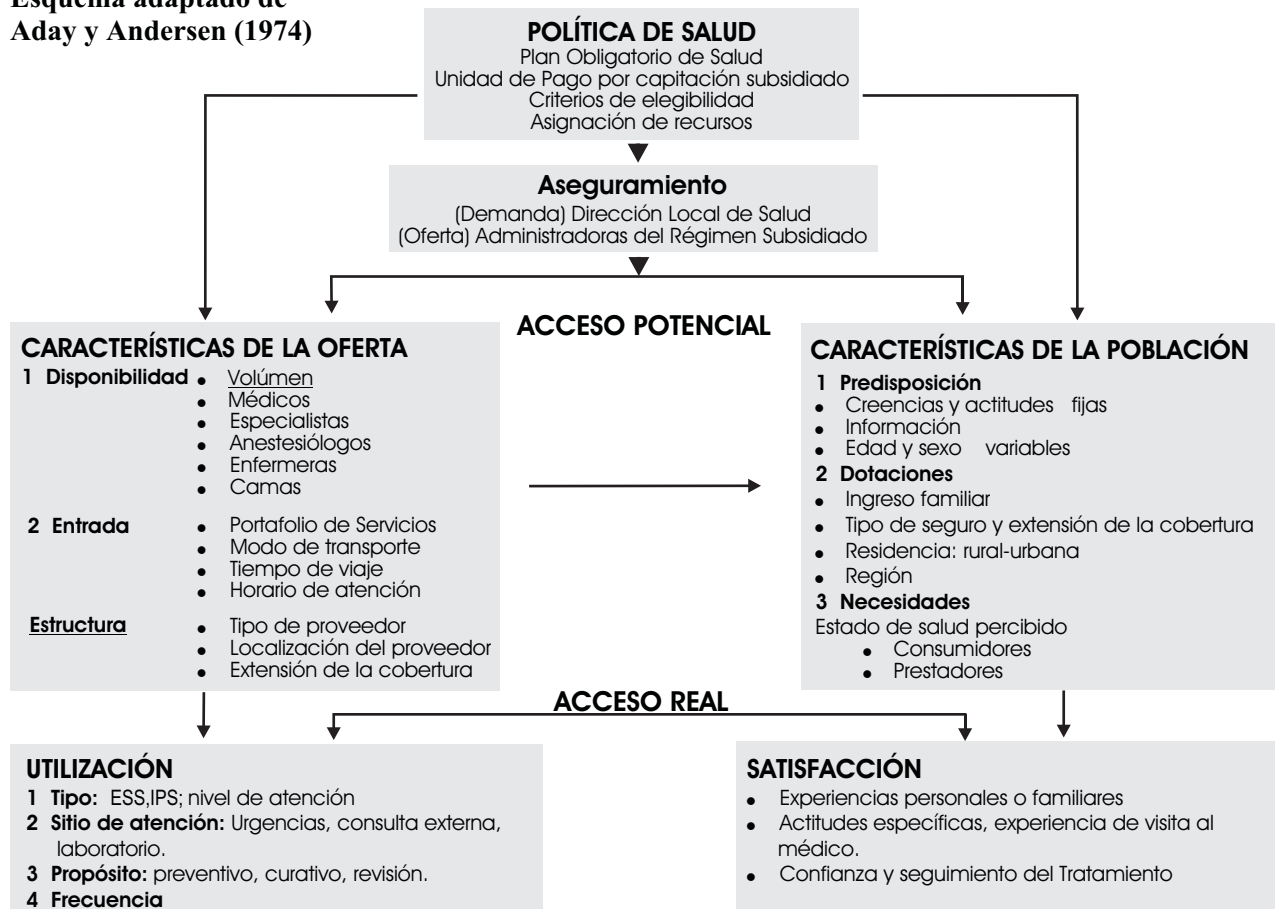 Esquema adaptado de
Aday y Andersen (1974)
POLÍTICA DE SALUD
Plan Obligatorio de Salud
Unidad de Pago por capitación subsidiado
Criterios de elegibilidad
Asignación de recursos
Aseguramiento
(Demanda) Dirección Local de Salud
(Oferta) Administradoras del Régimen Subsidiado
ACCESO POTENCIAL
CARACTERÍSTICAS DE LA OFERTA
1 Disponibilidad
• Volúmen
• Médicos
• Especialistas
• Anestesiólogos
• Enfermeras
• Camas
2 Entrada
• Portafolio de Servicios
• Modo de transporte
• Tiempo de viaje
• Horario de atención
Estructura
• Tipo de proveedor
• Localización del proveedor
• Extensión de la cobertura
CARACTERÍSTICAS DE LA POBLACIÓN
1 Predisposición
• Creencias y actitudes fijas
• Información
• Edad y sexo variables
2 Dotaciones
• Ingreso familiar
• Tipo de seguro y extensión de la cobertura
• Residencia: rural-urbana
• Región
3 Necesidades
Estado de salud percibido
• Consumidores
• Prestadores
ACCESO REAL
UTILIZACIÓN
1 Tipo: ESS,IPS; nivel de atención
2 Sitio de atención: Urgencias, consulta externa,
laboratorio.
3 Propósito: preventivo, curativo, revisión.
4 Frecuencia
SATISFACCIÓN
• Experiencias personales o familiares
• Actitudes específicas, experiencia de visita al
médico.
• Confianza y seguimiento del Tratamiento